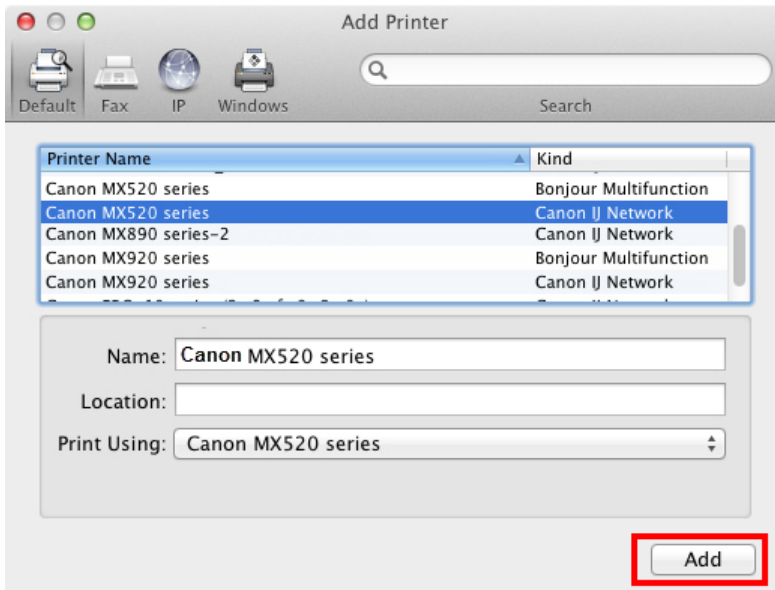 Add Printer
Default Fax IP Windows Search
Printer Name Kind
Canon MX520 series Bonjour Multifunction
Canon MX520 series Canon IJ Network
Canon MX890 series-2 Canon IJ Network
Canon MX920 series Bonjour Multifunction
Canon MX920 series Canon IJ Network
Name: Canon MX520 series
Location:
Print Using: Canon MX520 series
Add